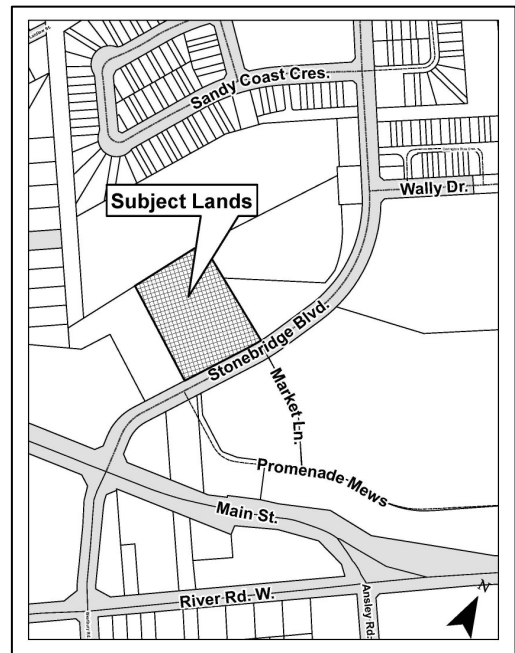 Sandy Coast Cres.
Wally Dr.
Subject Lands
Stonebridge Blvd.
Market Ln.
Promenade Mews
Main St.
River Rd. W.
Ansley Rd.
N